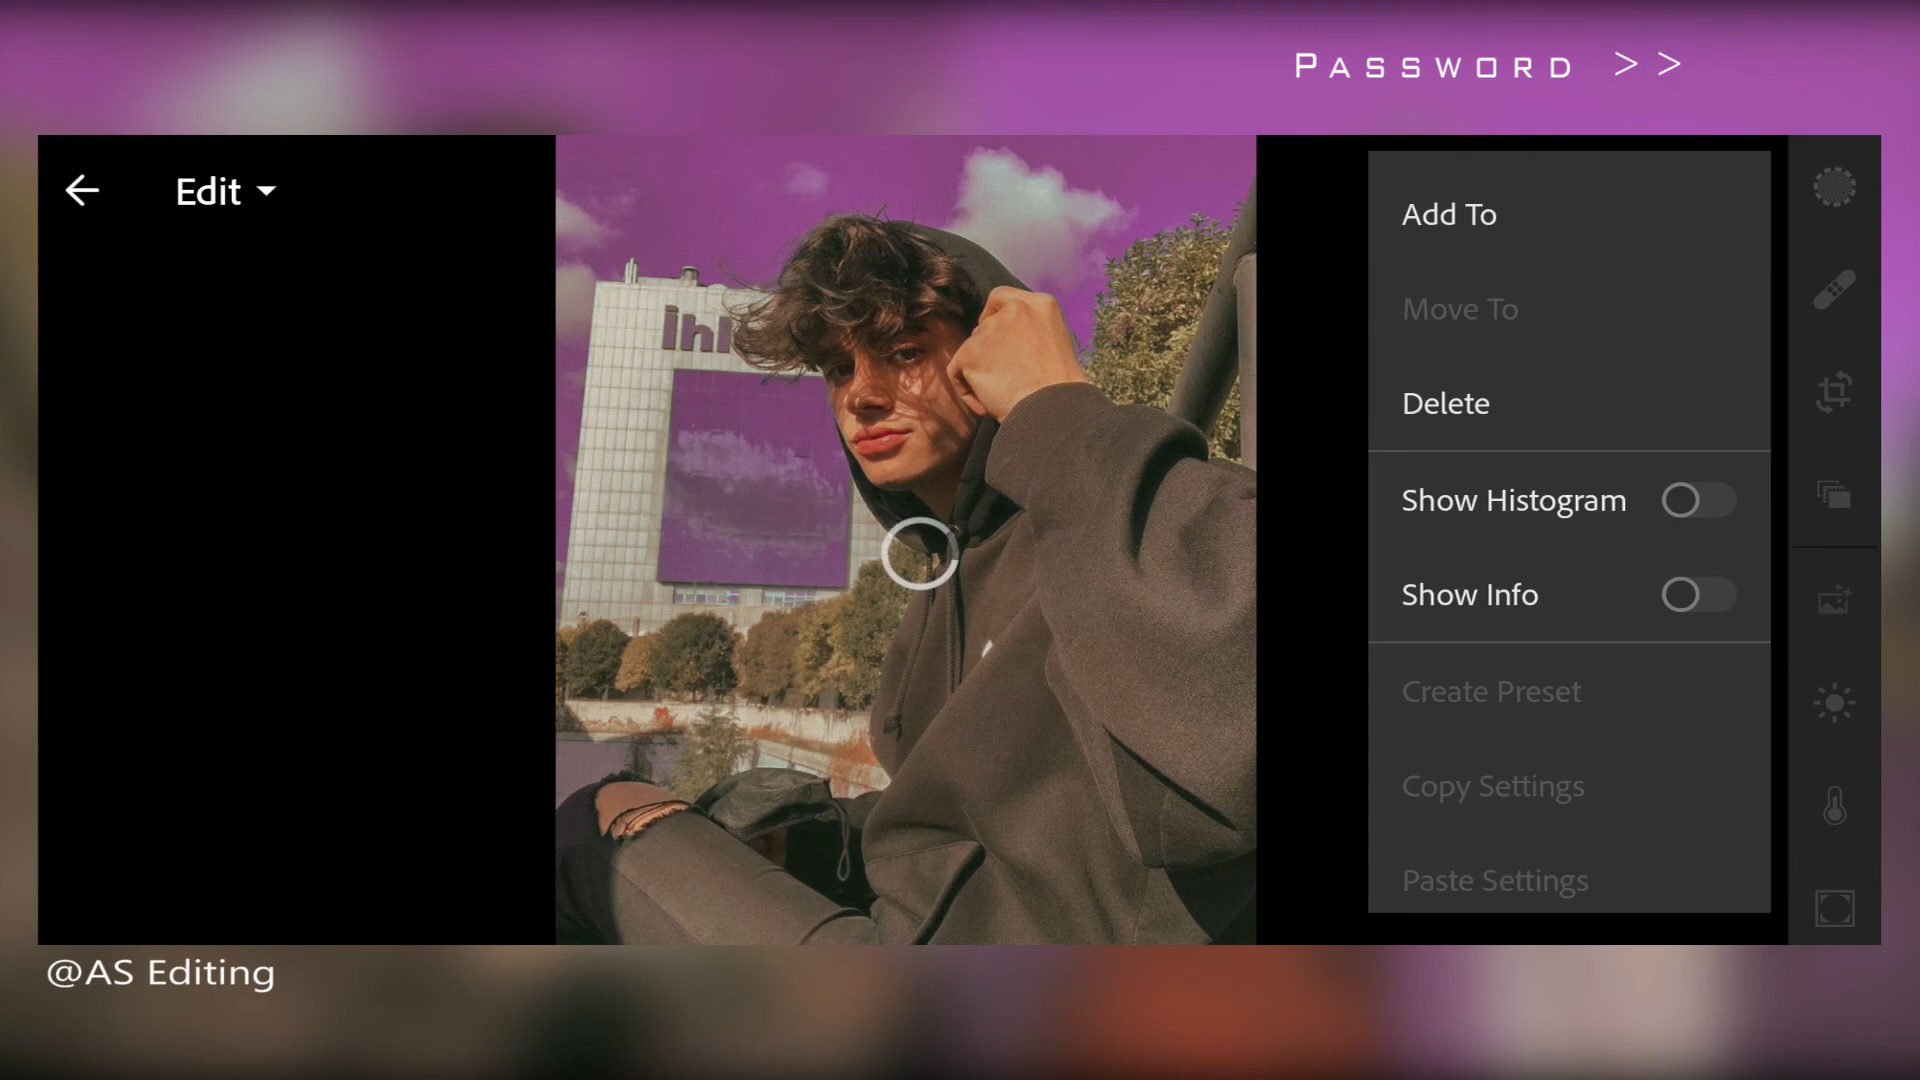 PASSWORD >>
Edit
Add To
Move To
Delete
Show Histogram
Show Info
Create Preset
Copy Settings
Paste Settings
ihl
@AS Editing